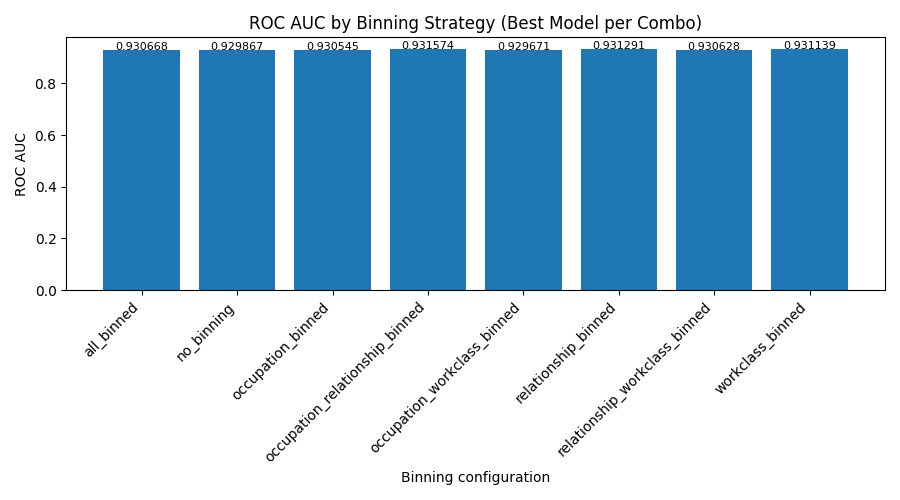 ROC AUC by Binning Strategy (Best Model per Combo)
0.930668 0.929867 0.930545 0.931574 0.929671 0.931291 0.930628 0.931139
ROC AUC
0.8
0.6
0.4
0.2
0.0
all_binned
no_binning
occupation_binned
occupation_relationship_binned
occupation_workclass_binned
relationship_binned
relationship_workclass_binned
workclass_binned
Binning configuration